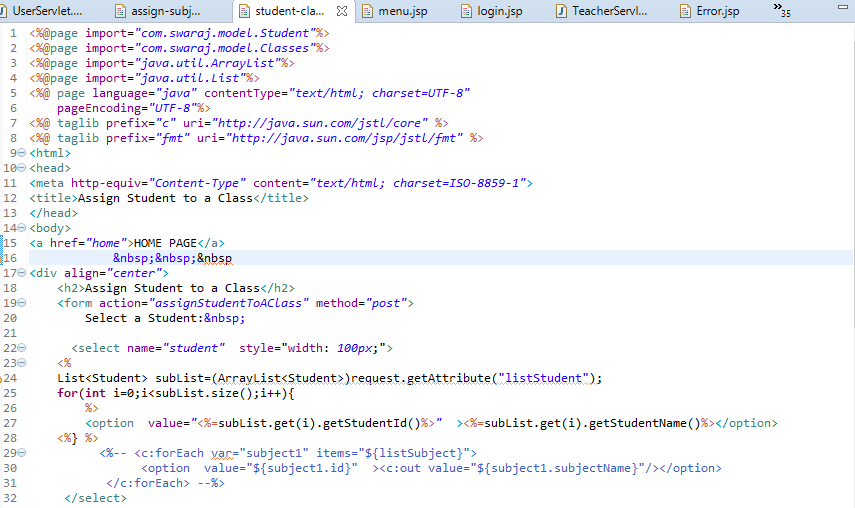 UserServlet.... assign-subj... student-cla... menu.jsp login.jsp TeacherServl... Error.jsp »35
1 <%@page import="com.swaraj.model.Student"%>
2 <%@page import="com.swaraj.model.Classes"%>
3 <%@page import="java.util.ArrayList"%>
4 <%@page import="java.util.List"%>
5 <%@ page language="java" contentType="text/html; charset=UTF-8"
6     pageEncoding="UTF-8"%>
7 <%@ taglib prefix="c" uri="http://java.sun.com/jstl/core" %>
8 <%@ taglib prefix="fmt" uri="http://java.sun.com/jsp/jstl/fmt" %>
9 <html>
10 <head>
11 <meta http-equiv="Content-Type" content="text/html; charset=ISO-8859-1">
12 <title>Assign Student to a Class</title>
13 </head>
14 <body>
15 <a href="home">HOME PAGE</a>
16             &nbsp;&nbsp;&nbsp
17 <div align="center">
18     <h2>Assign Student to a Class</h2>
19     <form action="assignStudentToAClass" method="post">
20         Select a Student:&nbsp;
21
22       <select name="student"  style="width: 100px;">
23     <%
24     List<Student> subList=(ArrayList<Student>)request.getAttribute("listStudent");
25     for(int i=0;i<subList.size();i++){
26         %>
27         <option  value="<%=subList.get(i).getStudentId()%>"  ><%=subList.get(i).getStudentName()%></option>
28     <%} %>
29           <%-- <c:forEach var="subject1" items="${listSubject}">
30                 <option  value="${subject1.id}"  ><c:out value="${subject1.subjectName}"/></option>
31            </c:forEach> --%>
32      </select>